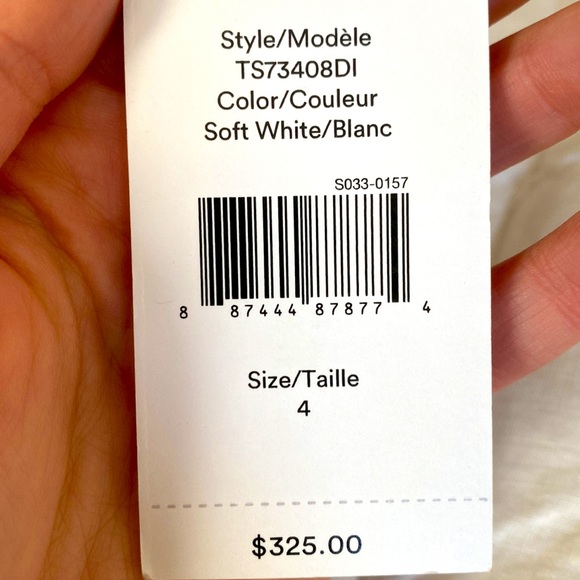 Style/Modèle
TS73408DI
Color/Couleur
Soft White/Blanc
S033-0157
8 87444 87877 4
Size/Taille
4
$325.00